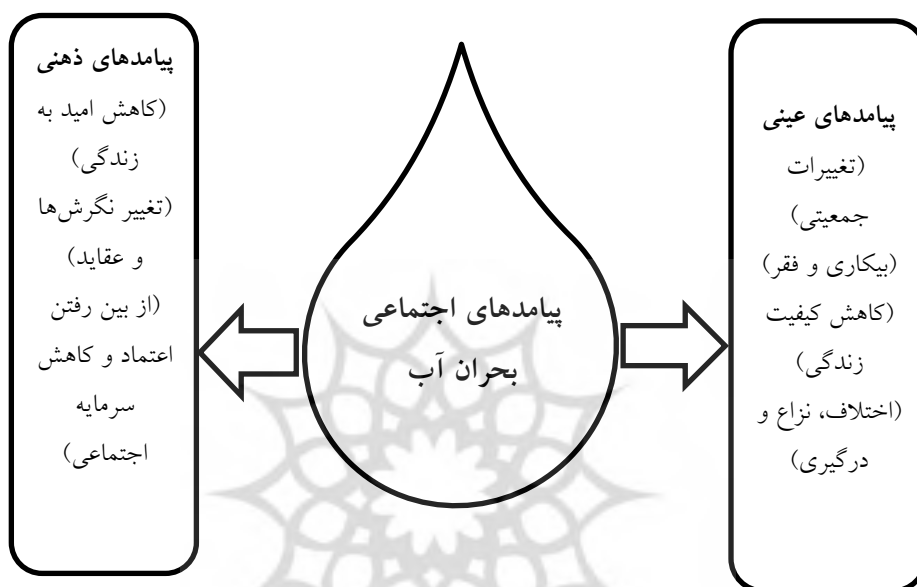 پیامدهای عینی
(تغییرات
جمعیتی)
(بیکاری و فقر)
(کاهش کیفیت
زندگی)
(اختلاف، نزاع و
درگیری)
پیامدهای اجتماعی
بحران آب
پیامدهای ذهنی
(کاهش امید به
زندگی)
(تغییر نگرش‌ها
و عقاید)
(از بین رفتن
اعتماد و کاهش
سرمایه
اجتماعی)